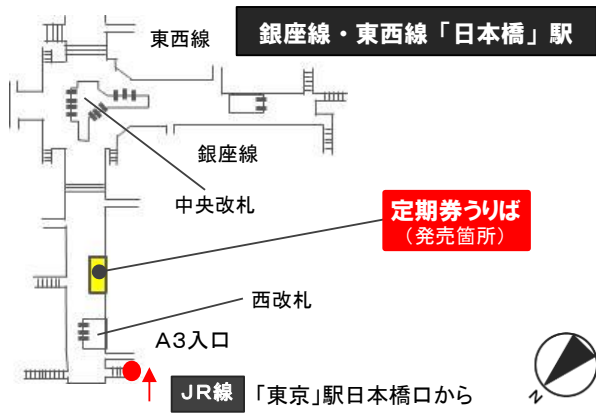 銀座線・東西線「日本橋」駅
東西線
銀座線
中央改札
定期券うりば
（発売箇所）
西改札
A3入口
JR線 「東京」駅日本橋口から
N